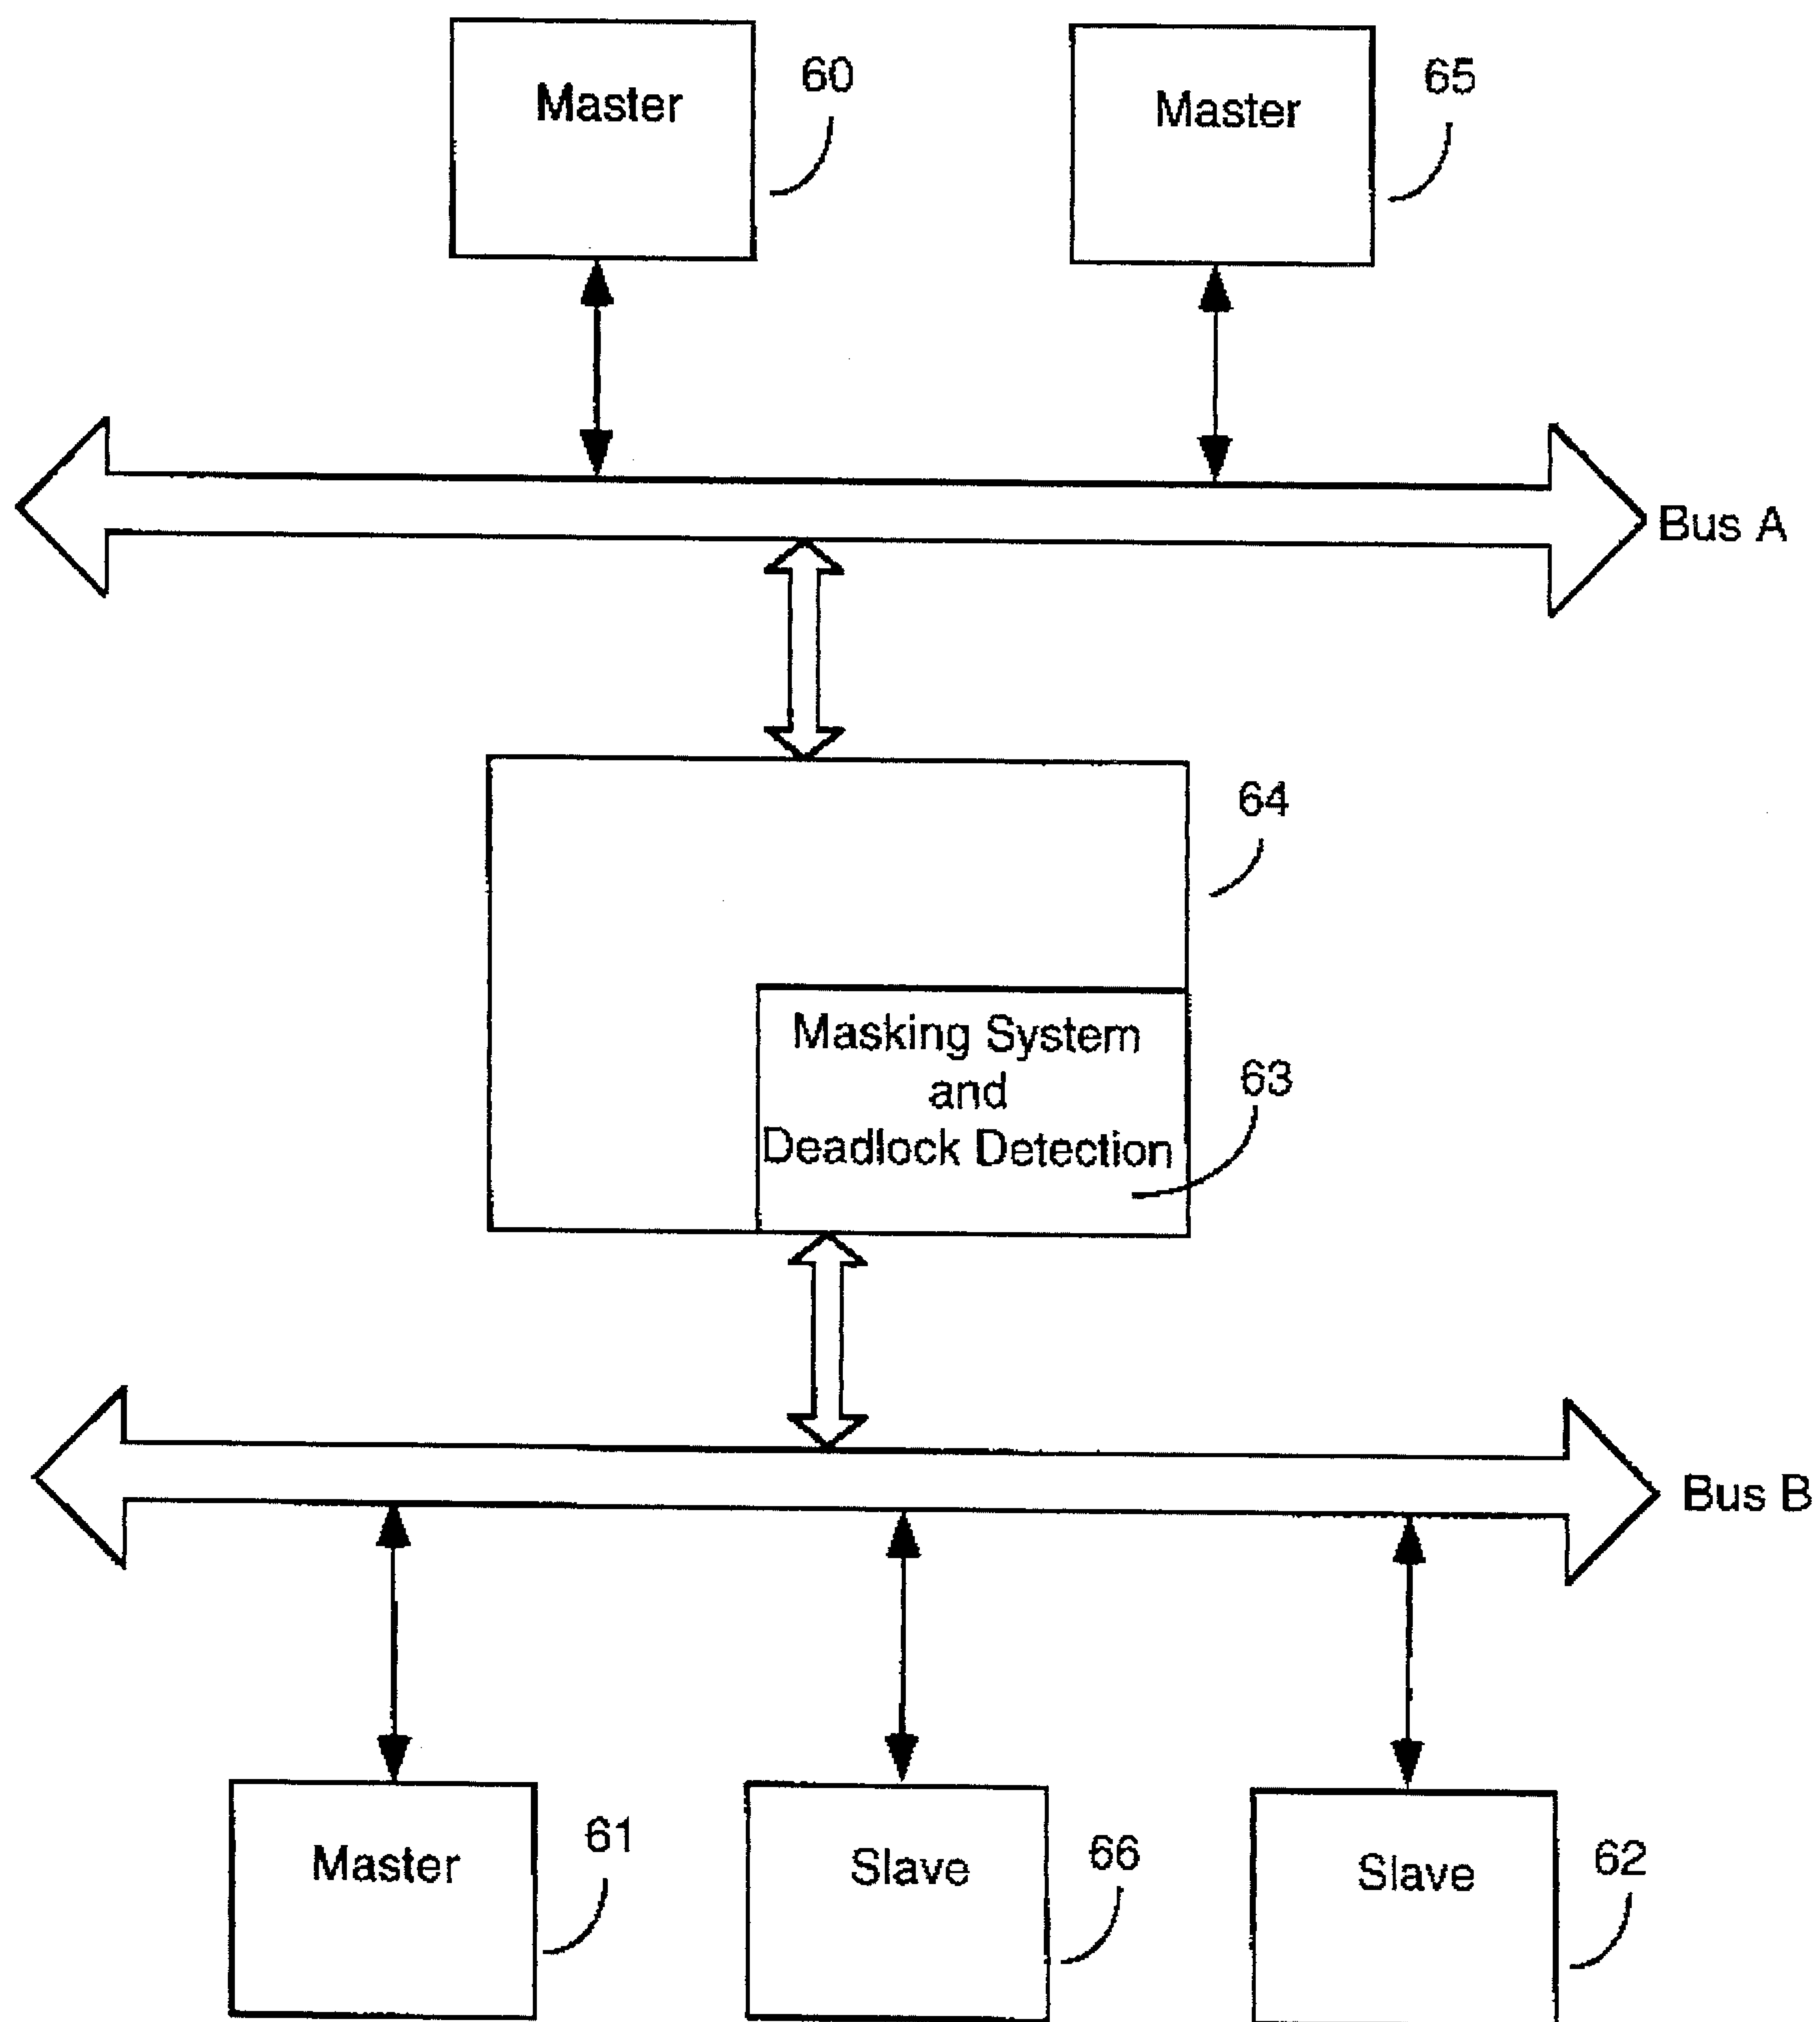 Master
60
Master
65
Bus A
64
Masking System
and
Deadlock Detection
63
Bus B
Master
61
Slave
66
Slave
62